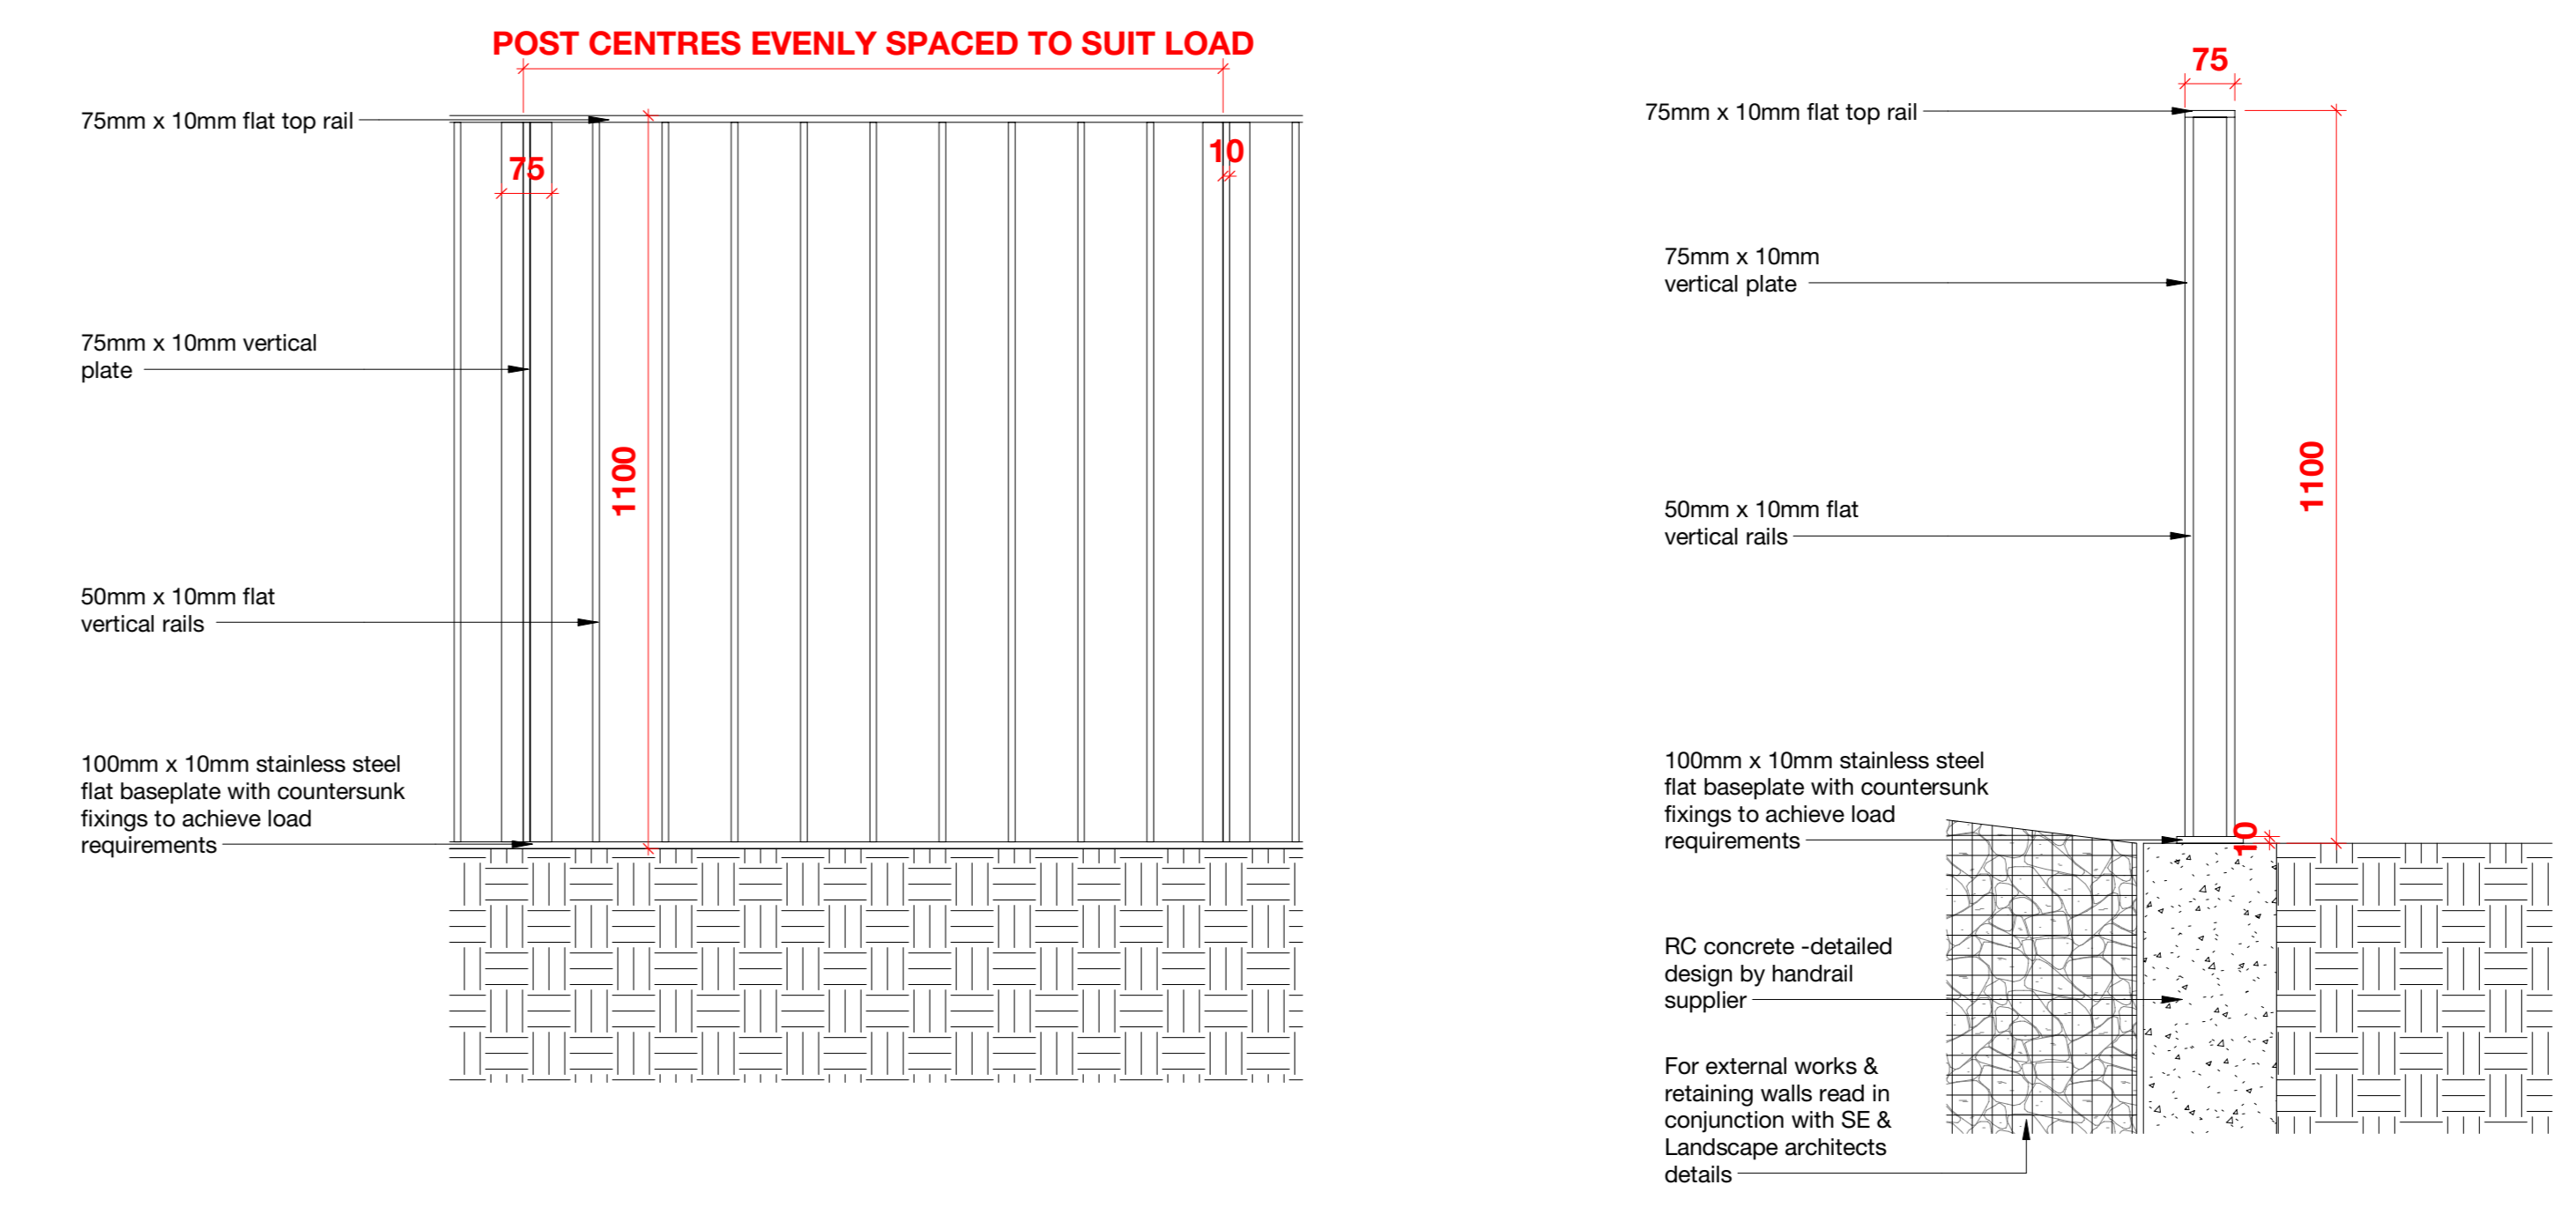 POST CENTRES EVENLY SPACED TO SUIT LOAD
75mm x 10mm flat top rail
75
10
75mm x 10mm vertical
plate
1100
50mm x 10mm flat
vertical rails
100mm x 10mm stainless steel
flat baseplate with countersunk
fixings to achieve load
requirements
75
75mm x 10mm flat top rail
75mm x 10mm
vertical plate
1100
50mm x 10mm flat
vertical rails
100mm x 10mm stainless steel
flat baseplate with countersunk
fixings to achieve load
requirements
10
RC concrete -detailed
design by handrail
supplier
For external works &
retaining walls read in
conjunction with SE &
Landscape architects
details